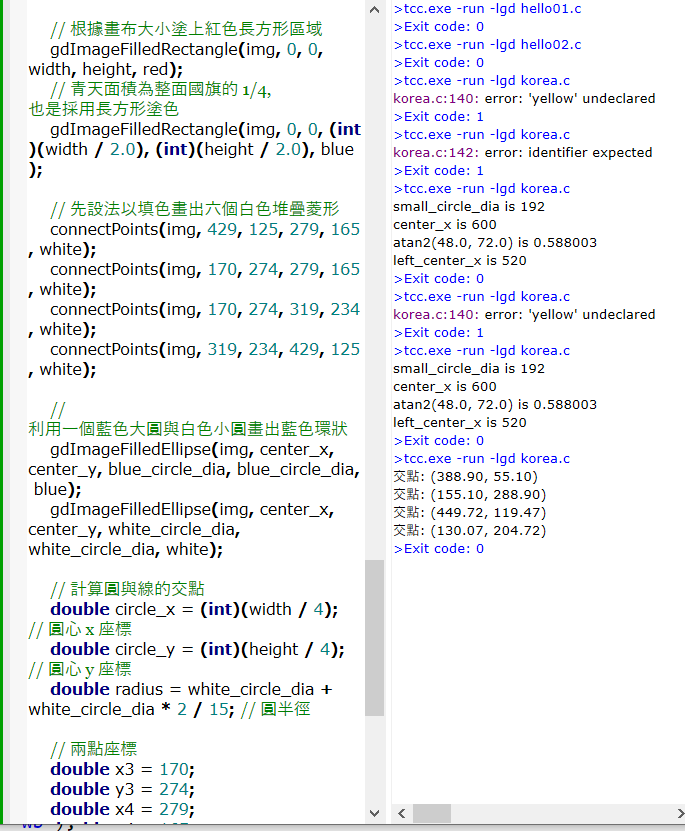 // 根據畫布大小塗上紅色長方形區域
gdImageFilledRectangle(img, 0, 0,
width, height, red);
// 青天面積為整面國旗的 1/4,
也是採用長方形塗色
gdImageFilledRectangle(img, 0, 0, (int
)(width / 2.0), (int)(height / 2.0), blue
);
// 先設法以填色畫出六個白色堆疊菱形
connectPoints(img, 429, 125, 279, 165
, white);
connectPoints(img, 170, 274, 279, 165
, white);
connectPoints(img, 170, 274, 319, 234
, white);
connectPoints(img, 319, 234, 429, 125
, white);
//
利用一個藍色大圓與白色小圓畫出藍色環狀
gdImageFilledEllipse(img, center_x,
center_y, blue_circle_dia, blue_circle_dia,
blue);
gdImageFilledEllipse(img, center_x,
center_y, white_circle_dia,
white_circle_dia, white);
// 計算圓與線的交點
double circle_x = (int)(width / 4);
// 圓心 x 座標
double circle_y = (int)(height / 4);
// 圓心 y 座標
double radius = white_circle_dia +
white_circle_dia * 2 / 15; // 圓半徑
// 兩點座標
double x3 = 170;
double y3 = 274;
double x4 = 279;
>tcc.exe -run -lgd hello01.c
>Exit code: 0
>tcc.exe -run -lgd hello02.c
>Exit code: 0
>tcc.exe -run -lgd korea.c
korea.c:140: error: 'yellow' undeclared
>Exit code: 1
>tcc.exe -run -lgd korea.c
korea.c:142: error: identifier expected
>Exit code: 1
>tcc.exe -run -lgd korea.c
small_circle_dia is 192
center_x is 600
atan2(48.0, 72.0) is 0.588003
left_center_x is 520
>Exit code: 0
>tcc.exe -run -lgd korea.c
korea.c:140: error: 'yellow' undeclared
>Exit code: 1
>tcc.exe -run -lgd korea.c
small_circle_dia is 192
center_x is 600
atan2(48.0, 72.0) is 0.588003
left_center_x is 520
>Exit code: 0
>tcc.exe -run -lgd korea.c
交點: (388.90, 55.10)
交點: (155.10, 288.90)
交點: (449.72, 119.47)
交點: (130.07, 204.72)
>Exit code: 0